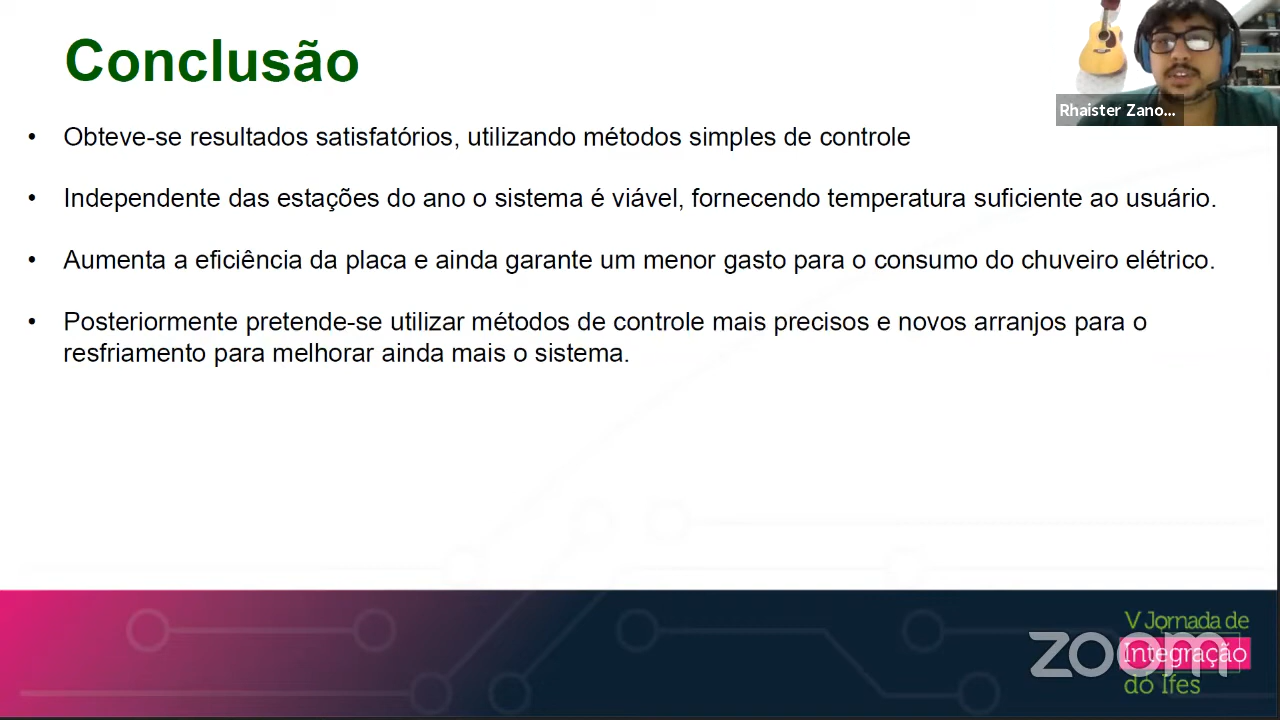 Conclusão
Rhaister Zano...
• Obteve-se resultados satisfatórios, utilizando métodos simples de controle
• Independente das estações do ano o sistema é viável, fornecendo temperatura suficiente ao usuário.
• Aumenta a eficiência da placa e ainda garante um menor gasto para o consumo do chuveiro elétrico.
• Posteriormente pretende-se utilizar métodos de controle mais precisos e novos arranjos para o
resfriamento para melhorar ainda mais o sistema.
V Jornada de
Integração
do Ifes
zoom